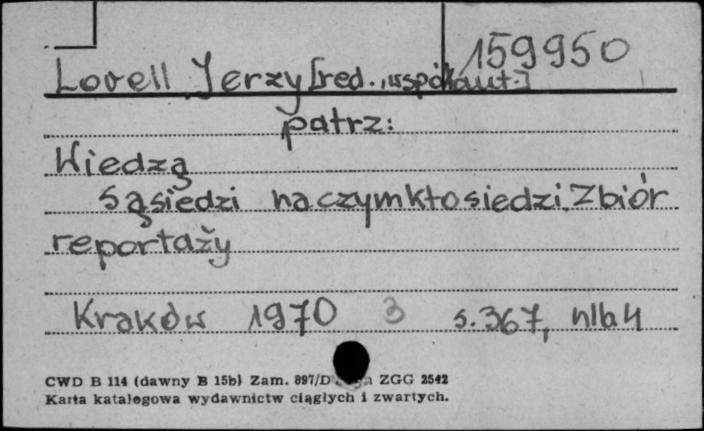 159950
Lovell Jerzy [red., współaut.]
patrz:
Wiedzą
sąsiedzi na czym kto siedzi. Zbiór
reportaży
Kraków 1970 3 s. 367, nlb 4
CWD B 114 (dawny B 15b) Zam. 897/D ZGG 2542
Karta katalogowa wydawnictw ciągłych i zwartych.